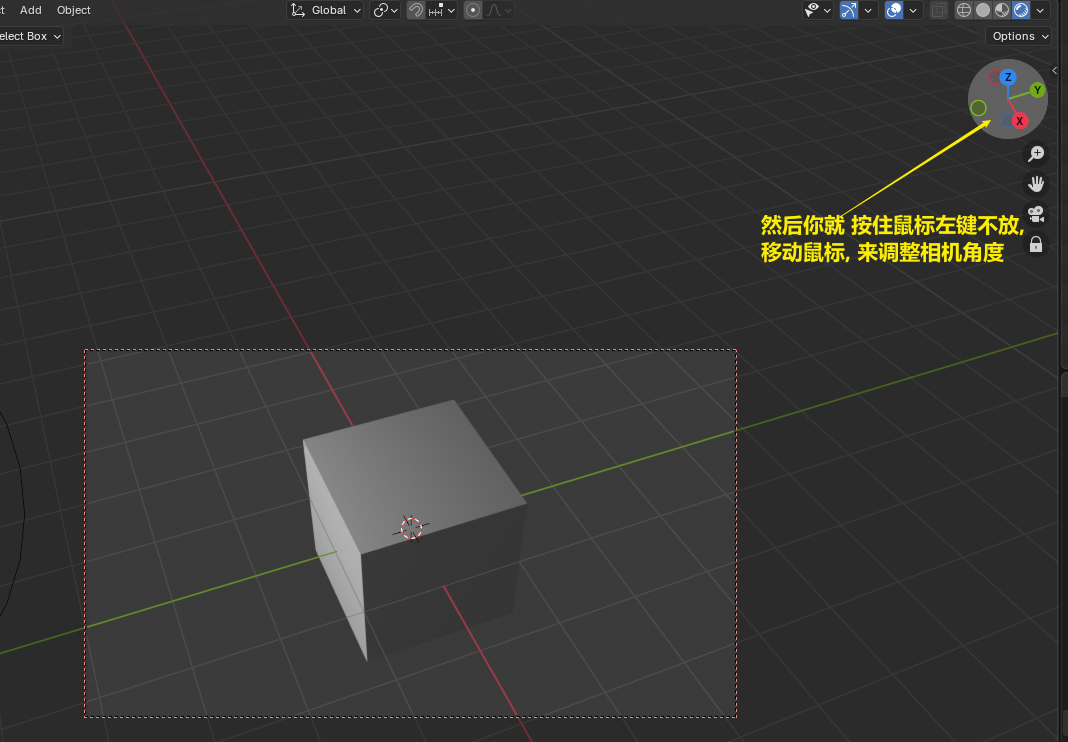 Add Object Global
elect Box
Options
Z
Y
X
然后你就 按住鼠标左键不放,
移动鼠标, 来调整相机角度